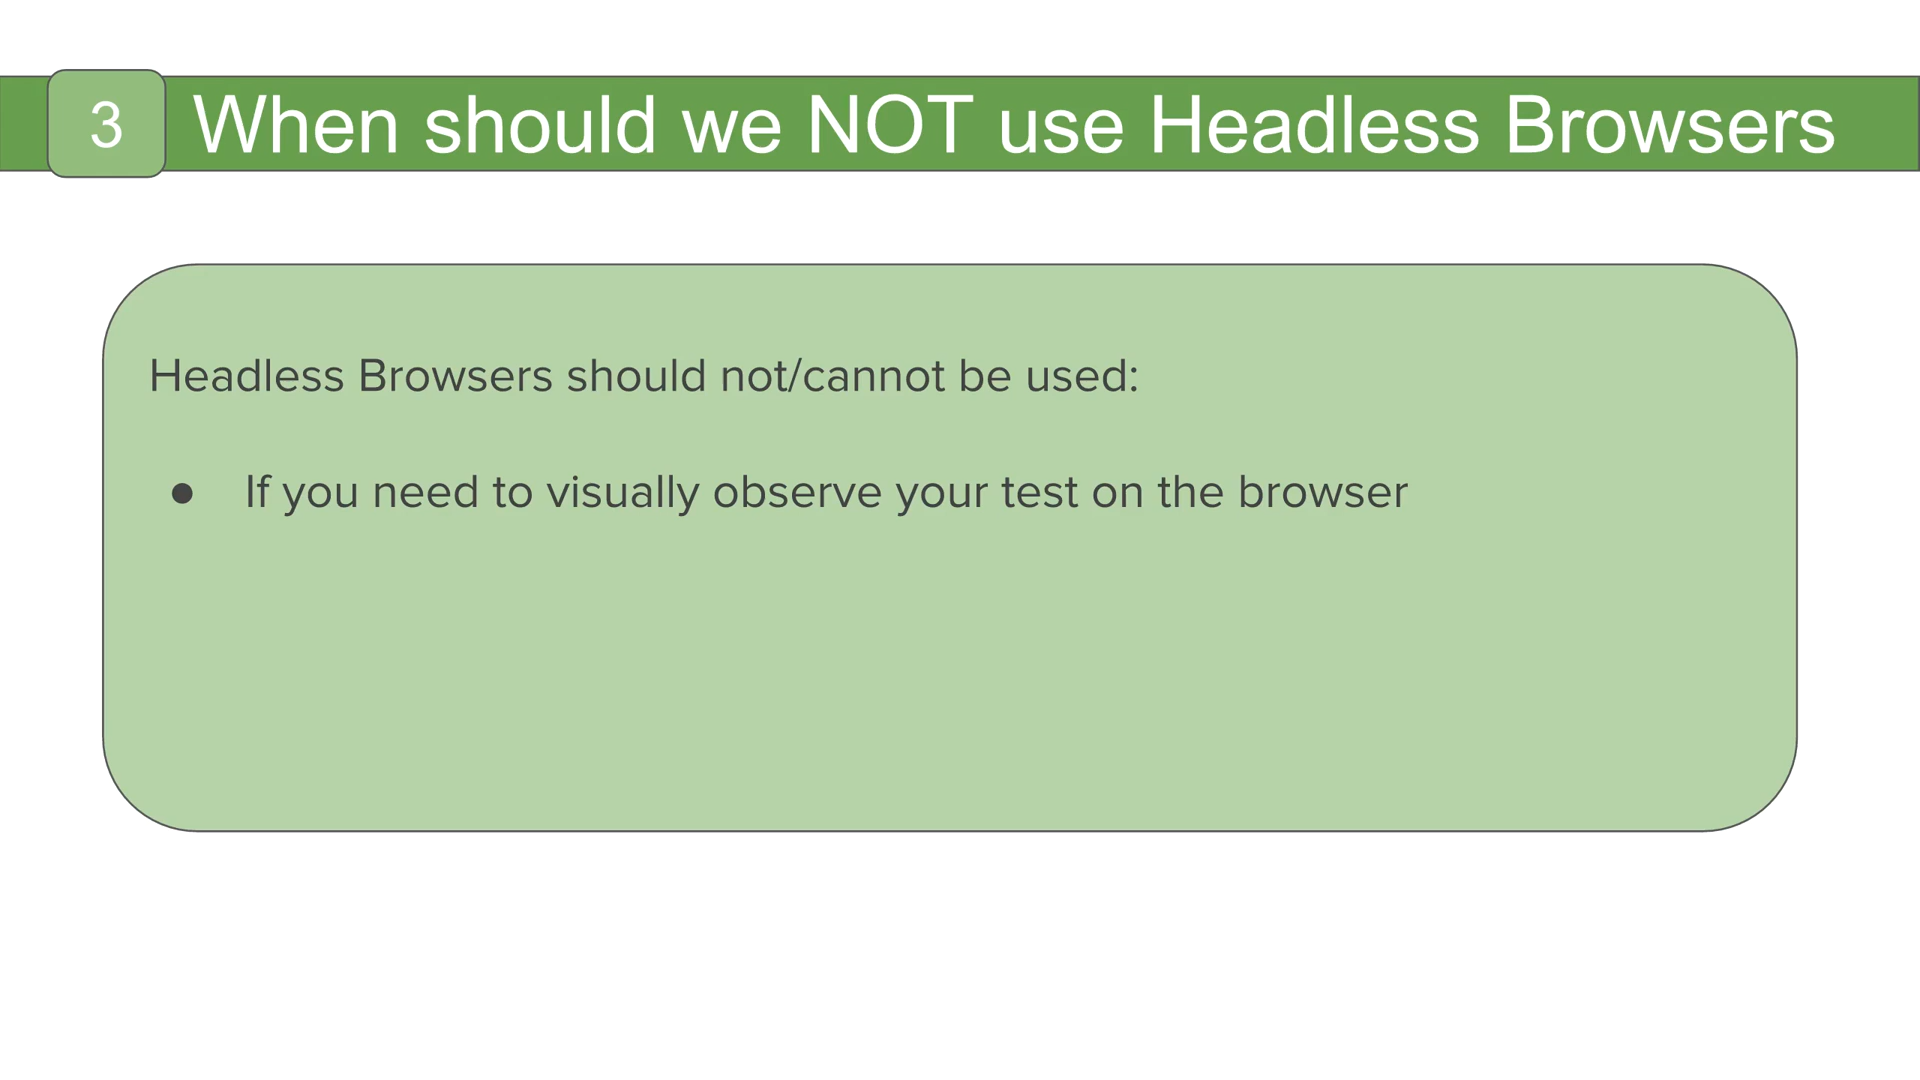 3 When should we NOT use Headless Browsers
Headless Browsers should not/cannot be used:
● If you need to visually observe your test on the browser